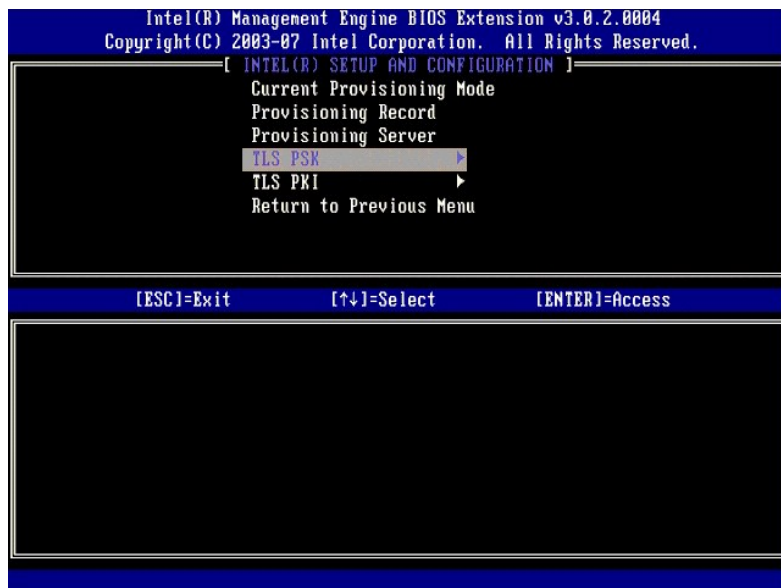 Intel(R) Management Engine BIOS Extension v3.0.2.0004
Copyright(C) 2003-07 Intel Corporation. All Rights Reserved.
[ INTEL(R) SETUP AND CONFIGURATION ]
Current Provisioning Mode
Provisioning Record
Provisioning Server
TLS PSK
TLS PKI
Return to Previous Menu
[ESC]=Exit [↑↓]=Select [ENTER]=Access